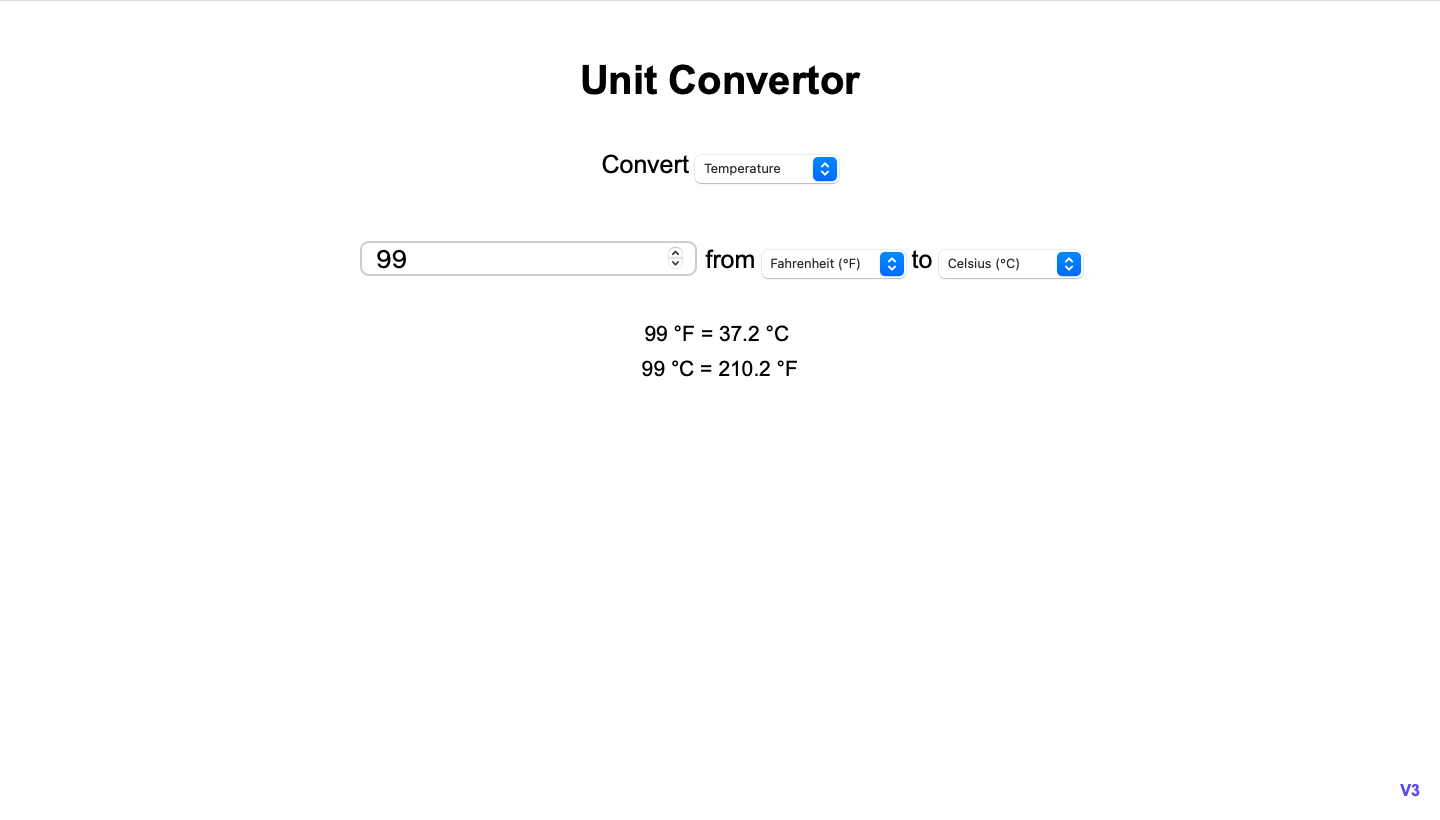 Unit Convertor
Convert Temperature
99 from Fahrenheit (°F) to Celsius (°C)
99 °F = 37.2 °C
99 °C = 210.2 °F
V3